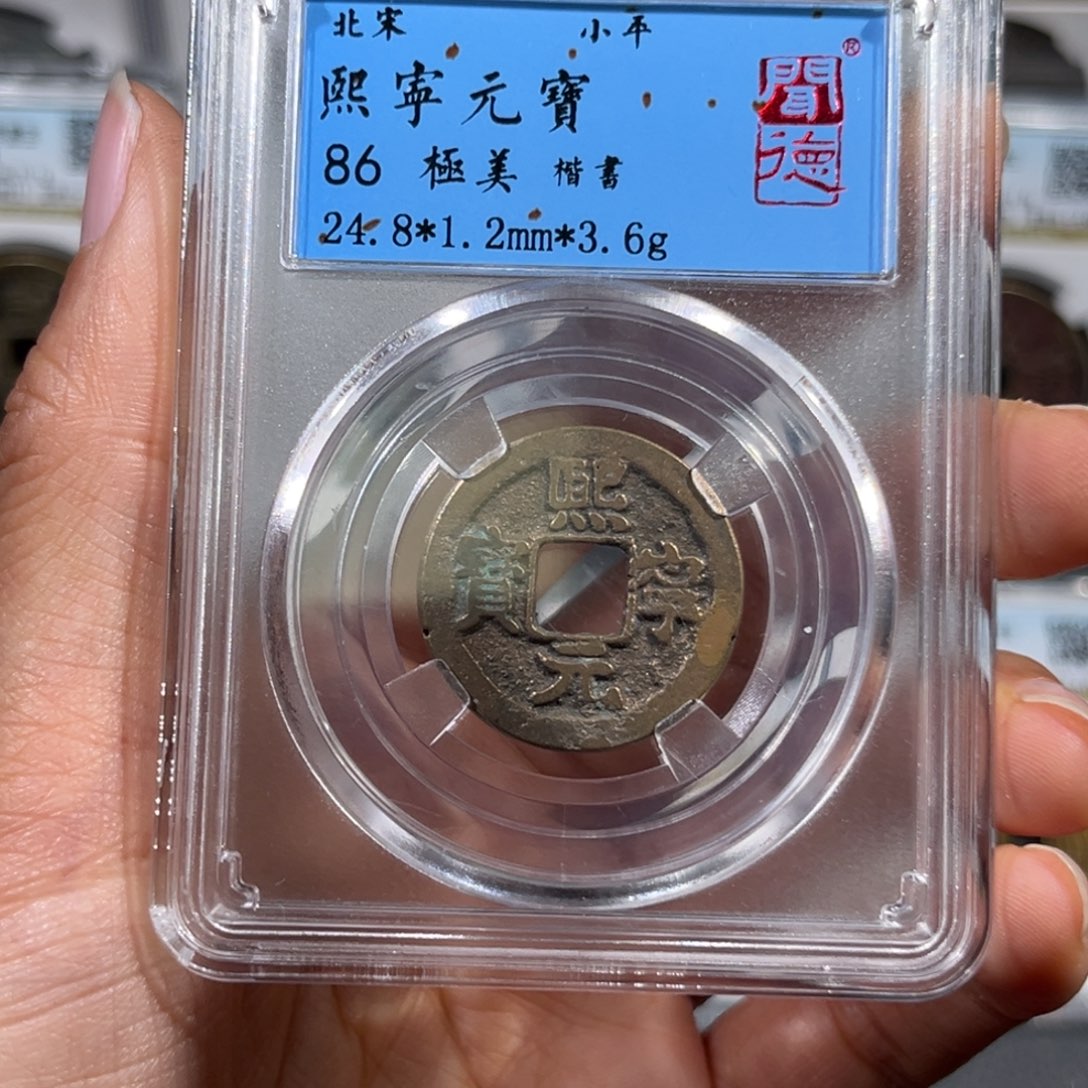 北宋 小平
熙寧元寶
86 極美 楷書
24.8*1.2mm*3.6g
聞德®
熙寧元寶